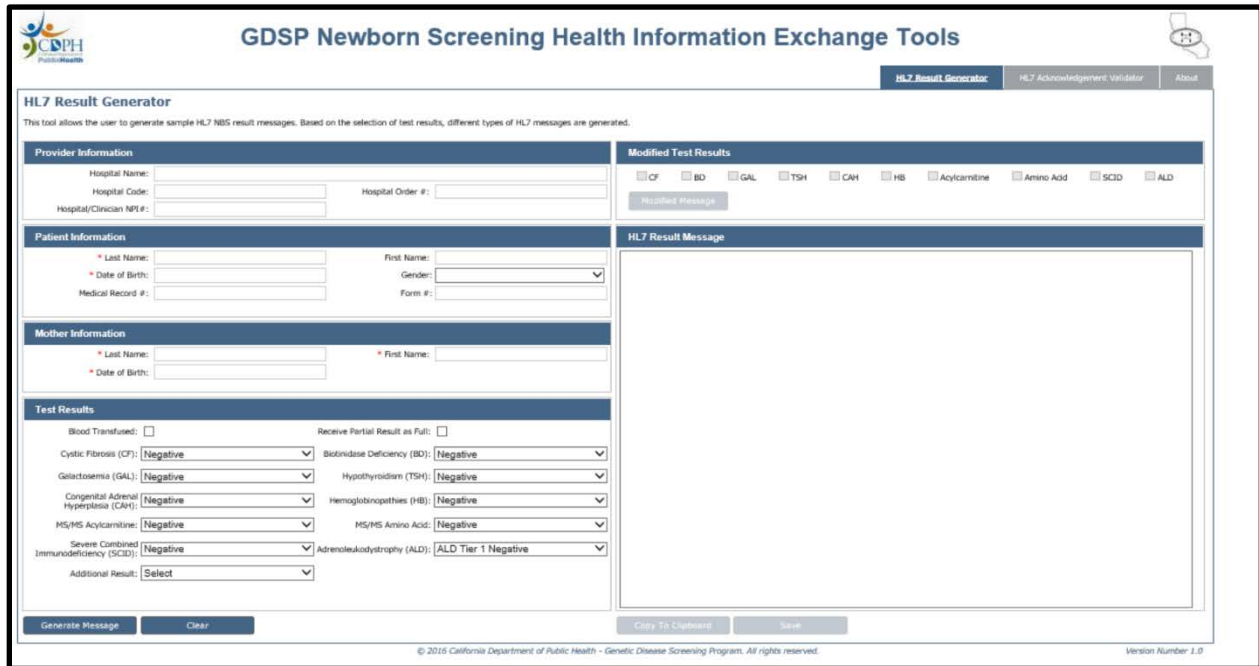 CDPH
PublicHealth
GDSP Newborn Screening Health Information Exchange Tools
HL7 Result Generator HL7 Acknowledgement Validator About
HL7 Result Generator
This tool allows the user to generate sample HL7 NBS result messages. Based on the selection of test results, different types of HL7 messages are generated.
Provider Information
Hospital Name:
Hospital Code: Hospital Order #:
Hospital/Clinician NPI#:
Modified Test Results
CF BD GAL TSH CAH HB Acylcarnitine Amino Acid SCID ALD
Modified Message
Patient Information
* Last Name: First Name:
* Date of Birth: Gender:
Medical Record #: Form #:
HL7 Result Message
Mother Information
* Last Name: * First Name:
* Date of Birth:
Test Results
Blood Transfused: Receive Partial Result as Full:
Cystic Fibrosis (CF): Negative Biotinidase Deficiency (BD): Negative
Galactosemia (GAL): Negative Hypothyroidism (TSH): Negative
Congenital Adrenal
Hyperplasia (CAH): Negative Hemoglobinopathies (HB): Negative
MS/MS Acylcarnitine: Negative MS/MS Amino Acid: Negative
Severe Combined
Immunodeficiency (SCID): Negative Adrenoleukodystrophy (ALD): ALD Tier 1 Negative
Additional Result: Select
Generate Message Clear Copy To Clipboard Save
© 2016 California Department of Public Health - Genetic Disease Screening Program. All rights reserved. Version Number 1.0